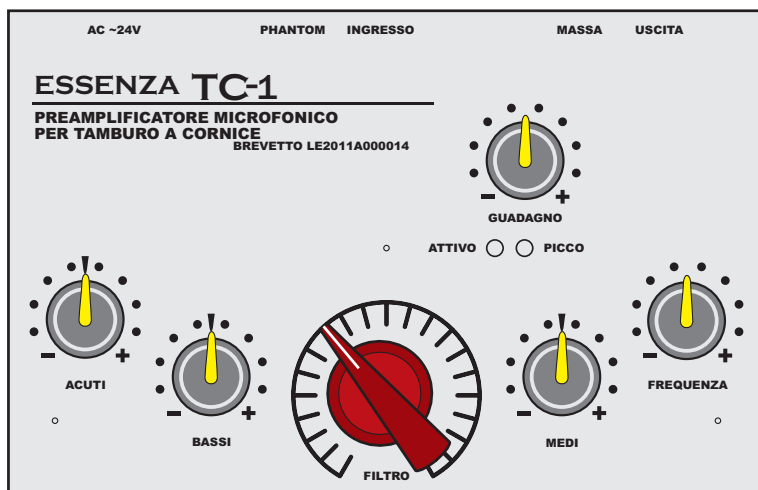 AC ~24V PHANTOM INGRESSO MASSA USCITA
ESSENZA TC-1
PREAMPLIFICATORE MICROFONICO
PER TAMBURO A CORNICE
BREVETTO LE2011A000014
- +
GUADAGNO
ATTIVO PICCO
- +
ACUTI
- +
BASSI
FILTRO
- +
MEDI
- +
FREQUENZA